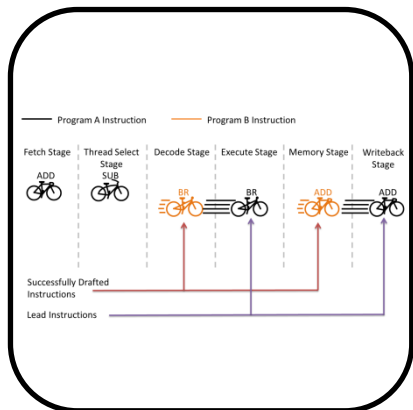 Program A Instruction
Program B Instruction
Fetch Stage
Thread Select
Stage
Decode Stage
Execute Stage
Memory Stage
Writeback
Stage
ADD
SUB
BR
BR
ADD
ADD
Successfully Drafted
Instructions
Lead Instructions